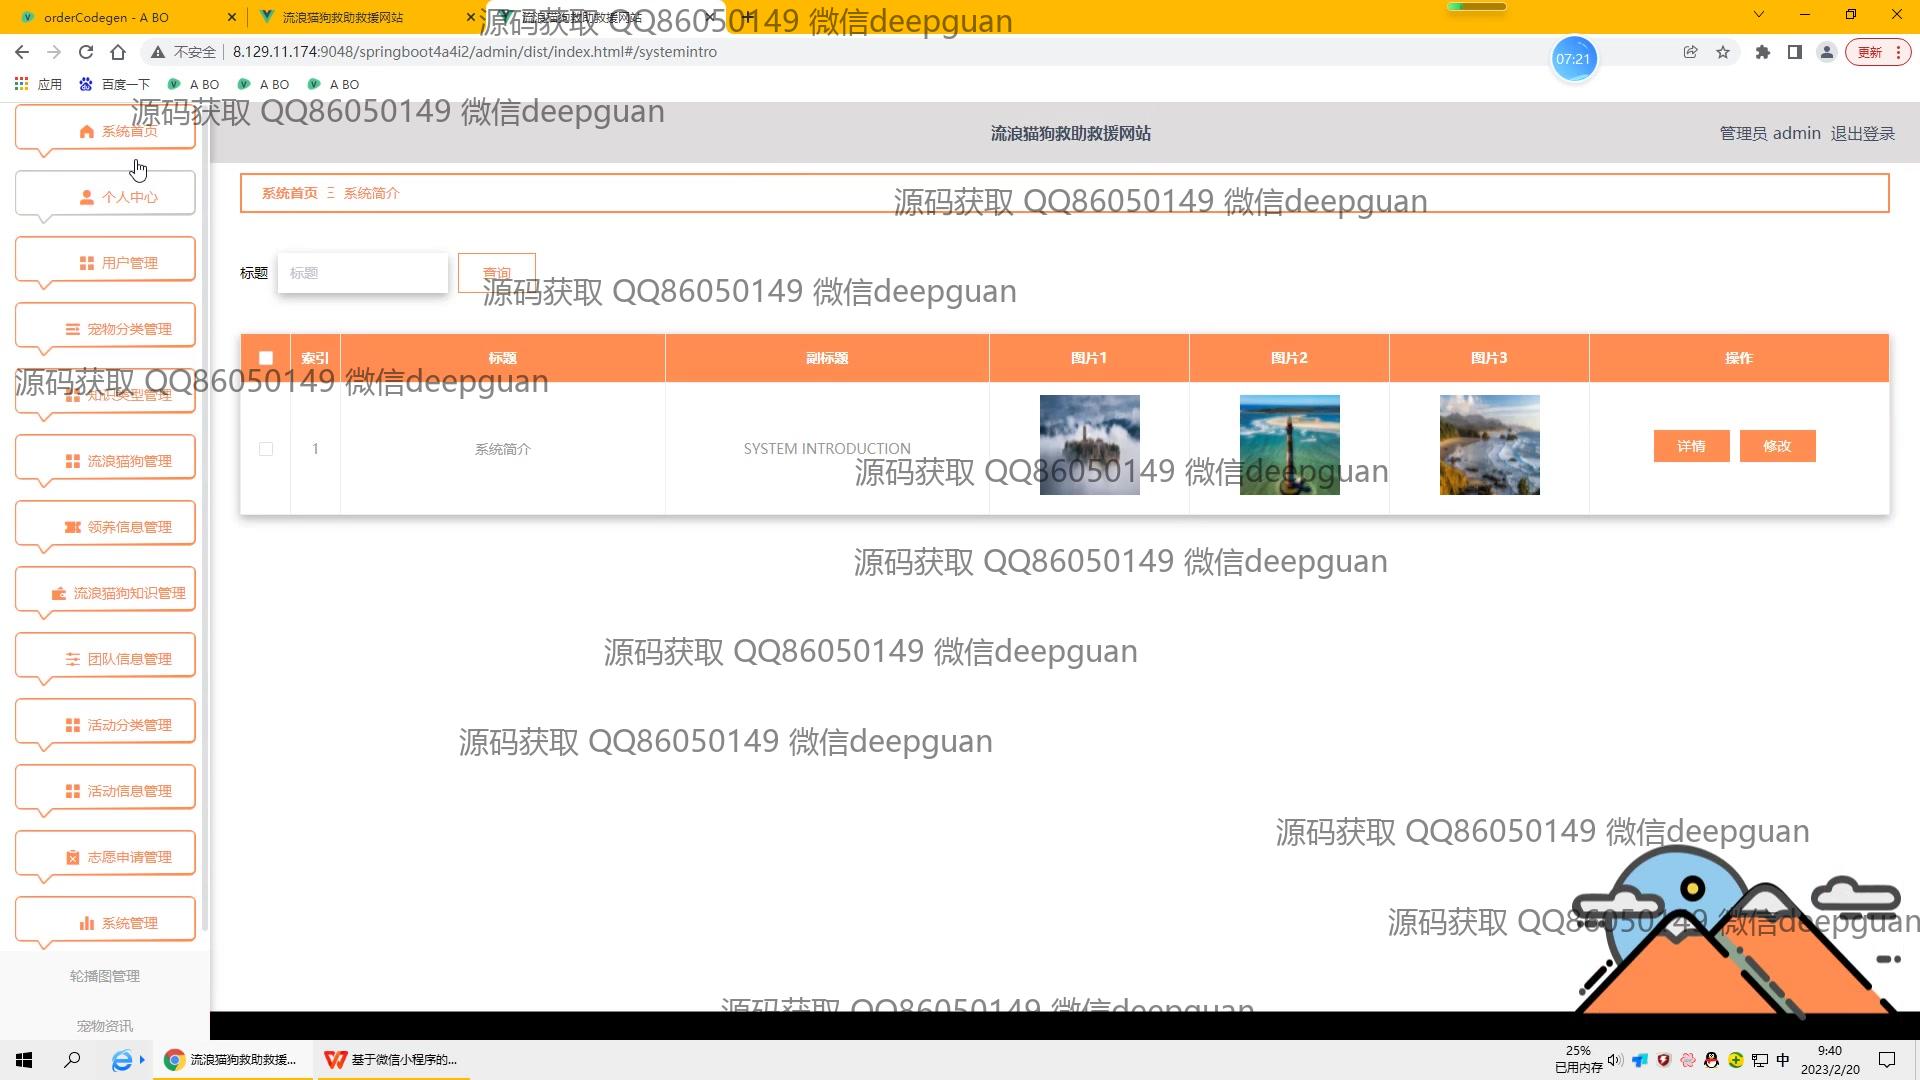 orderCodegen - A BO
流浪猫狗救助救援网站
流浪猫狗救助救援网站
源码获取 QQ86050149 微信deepguan
不安全
8.129.11.174:9048/springboot4a4i2/admin/dist/index.html#/systemintro
07:21
更新
应用
百度一下
A BO
A BO
A BO
源码获取 QQ86050149 微信deepguan
系统首页
流浪猫狗救助救援网站
管理员 admin
退出登录
个人中心
系统首页
系统简介
源码获取 QQ86050149 微信deepguan
用户管理
标题
标题
查询
源码获取 QQ86050149 微信deepguan
宠物分类管理
索引
标题
副标题
图片1
图片2
图片3
操作
源码获取 QQ86050149 微信deepguan
知识类型管理
1
系统简介
SYSTEM INTRODUCTION
详情
修改
流浪猫狗管理
源码获取 QQ86050149 微信deepguan
领养信息管理
源码获取 QQ86050149 微信deepguan
流浪猫狗知识管理
团队信息管理
源码获取 QQ86050149 微信deepguan
活动分类管理
源码获取 QQ86050149 微信deepguan
活动信息管理
源码获取 QQ86050149 微信deepguan
志愿申请管理
系统管理
源码获取 QQ86050149 微信deepguan
轮播图管理
源码获取 QQ86050149 微信deepguan
宠物资讯
流浪猫狗救助救援...
基于微信小程序的...
25%
已用内存
中
9:40
2023/2/20